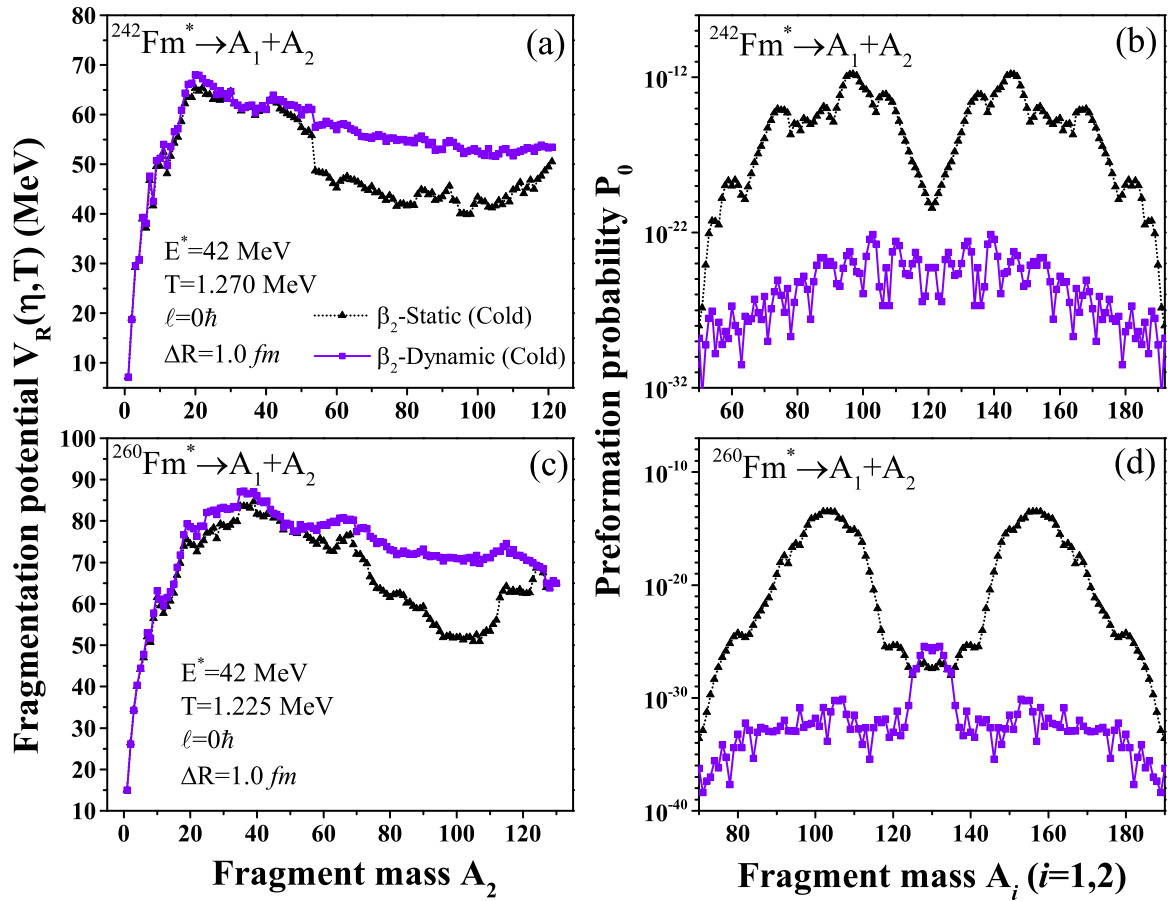 ²⁴²Fm*→A₁+A₂
(a)
Fragmentation potential V_R(η,T) (MeV)
80
70
60
50
40
30
20
10
E*=42 MeV
T=1.270 MeV
ℓ=0ħ
ΔR=1.0 fm
β₂-Static (Cold)
β₂-Dynamic (Cold)
0 20 40 60 80 100 120
²⁴²Fm*→A₁+A₂
(b)
Preformation probability P₀
10⁻¹²
10⁻²²
10⁻³²
60 80 100 120 140 160 180
²⁶⁰Fm*→A₁+A₂
(c)
100
90
80
70
60
50
40
30
20
10
E*=42 MeV
T=1.225 MeV
ℓ=0ħ
ΔR=1.0 fm
0 20 40 60 80 100 120
Fragment mass A₂
²⁶⁰Fm*→A₁+A₂
(d)
10⁻¹⁰
10⁻²⁰
10⁻³⁰
10⁻⁴⁰
80 100 120 140 160 180
Fragment mass Aᵢ (i=1,2)